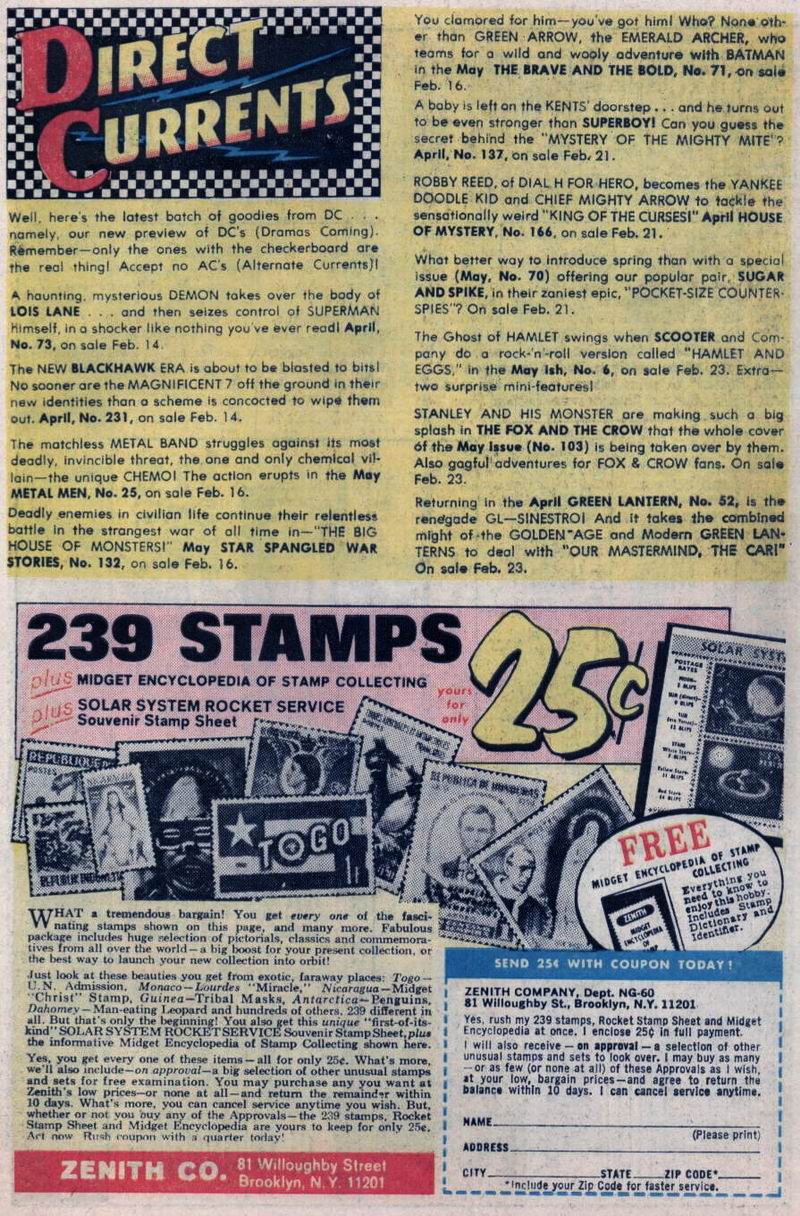 DIRECT
CURRENTS
Well, here's the latest batch of goodies from DC . . .
namely, our new preview of DC's (Dramas Coming).
Remember—only the ones with the checkerboard are
the real thing! Accept no AC's (Alternate Currents)!
A haunting, mysterious DEMON takes over the body of
LOIS LANE . . . and then seizes control of SUPERMAN
himself, in a shocker like nothing you've ever read! April,
No. 73, on sale Feb. 14.
The NEW BLACKHAWK ERA is about to be blasted to bits!
No sooner are the MAGNIFICENT 7 off the ground in their
new identities than a scheme is concocted to wipe them
out. April, No. 231, on sale Feb. 14.
The matchless METAL BAND struggles against its most
deadly, invincible threat, the one and only chemical vil-
lain—the unique CHEMO! The action erupts in the May
METAL MEN, No. 25, on sale Feb. 16.
Deadly enemies in civilian life continue their relentless
battle in the strangest war of all time in—"THE BIG
HOUSE OF MONSTERS!" May STAR SPANGLED WAR
STORIES, No. 132, on sale Feb. 16.
You clamored for him—you've got him! Who? None oth-
er than GREEN ARROW, the EMERALD ARCHER, who
teams for a wild and wooly adventure with BATMAN
in the May THE BRAVE AND THE BOLD, No. 71, on sale
Feb. 16.
A baby is left on the KENTS' doorstep . . . and he turns out
to be even stronger than SUPERBOY! Can you guess the
secret behind the "MYSTERY OF THE MIGHTY MITE"?
April, No. 137, on sale Feb. 21.
ROBBY REED, of DIAL H FOR HERO, becomes the YANKEE
DOODLE KID and CHIEF MIGHTY ARROW to tackle the
sensationally weird "KING OF THE CURSES!" April HOUSE
OF MYSTERY, No. 166, on sale Feb. 21.
What better way to introduce spring than with a special
issue (May, No. 70) offering our popular pair, SUGAR
AND SPIKE, in their zaniest epic, "POCKET-SIZE COUNTER-
SPIES"? On sale Feb. 21.
The Ghost of HAMLET swings when SCOOTER and Com-
pany do a rock-'n'-roll version called "HAMLET AND
EGGS," in the May ish, No. 6, on sale Feb. 23. Extra—
two surprise mini-features!
STANLEY AND HIS MONSTER are making such a big
splash in THE FOX AND THE CROW that the whole cover
of the May issue (No. 103) is being taken over by them.
Also gagful adventures for FOX & CROW fans. On sale
Feb. 23.
Returning in the April GREEN LANTERN, No. 52, is the
renegade GL—SINESTRO! And it takes the combined
might of the GOLDEN-AGE and Modern GREEN LAN-
TERNS to deal with "OUR MASTERMIND, THE CAR!"
On sale Feb. 23.
239 STAMPS
plus MIDGET ENCYCLOPEDIA OF STAMP COLLECTING
plus SOLAR SYSTEM ROCKET SERVICE
Souvenir Stamp Sheet
yours
for
only
25¢
SOLAR SYST
POSTAGE
RATES
REPUBLIQUE
POSTES
TOGO
FREE
MIDGET ENCYCLOPEDIA OF STAMP
COLLECTING
Everything you
need to know to
enjoy this hobby.
Includes Stamp
Dictionary and
Identifier.
ZENITH
MIDGET
ENCYCLOPEDIA
OF
WHAT a tremendous bargain! You get every one of the fasci-
nating stamps shown on this page, and many more. Fabulous
package includes huge selection of pictorials, classics and commemora-
tives from all over the world—a big boost for your present collection, or
the best way to launch your new collection into orbit!
Just look at these beauties you get from exotic, faraway places: Togo—
U.N. Admission, Monaco—Lourdes "Miracle," Nicaragua—Midget
"Christ" Stamp, Guinea—Tribal Masks, Antarctica—Penguins,
Dahomey—Man-eating Leopard and hundreds of others. 239 different in
all. But that's only the beginning! You also get this unique "first-of-its-
kind" SOLAR SYSTEM ROCKET SERVICE Souvenir Stamp Sheet, plus
the informative Midget Encyclopedia of Stamp Collecting shown here.
Yes, you get every one of these items—all for only 25¢. What's more,
we'll also include—on approval—a big selection of other unusual stamps
and sets for free examination. You may purchase any you want at
Zenith's low prices—or none at all—and return the remainder within
10 days. What's more, you can cancel service anytime you wish. But,
whether or not you buy any of the Approvals—the 239 stamps, Rocket
Stamp Sheet and Midget Encyclopedia are yours to keep for only 25¢.
Act now Rush coupon with a quarter today!
ZENITH CO. 81 Willoughby Street
Brooklyn, N.Y. 11201
SEND 25¢ WITH COUPON TODAY!
ZENITH COMPANY, Dept. NG-60
81 Willoughby St., Brooklyn, N.Y. 11201
Yes, rush my 239 stamps, Rocket Stamp Sheet and Midget
Encyclopedia at once. I enclose 25¢ in full payment.
I will also receive — on approval — a selection of other
unusual stamps and sets to look over. I may buy as many
—or as few (or none at all) of these Approvals as I wish,
at your low, bargain prices—and agree to return the
balance within 10 days. I can cancel service anytime.
NAME
(Please print)
ADDRESS
CITY STATE ZIP CODE*
*Include your Zip Code for faster service.